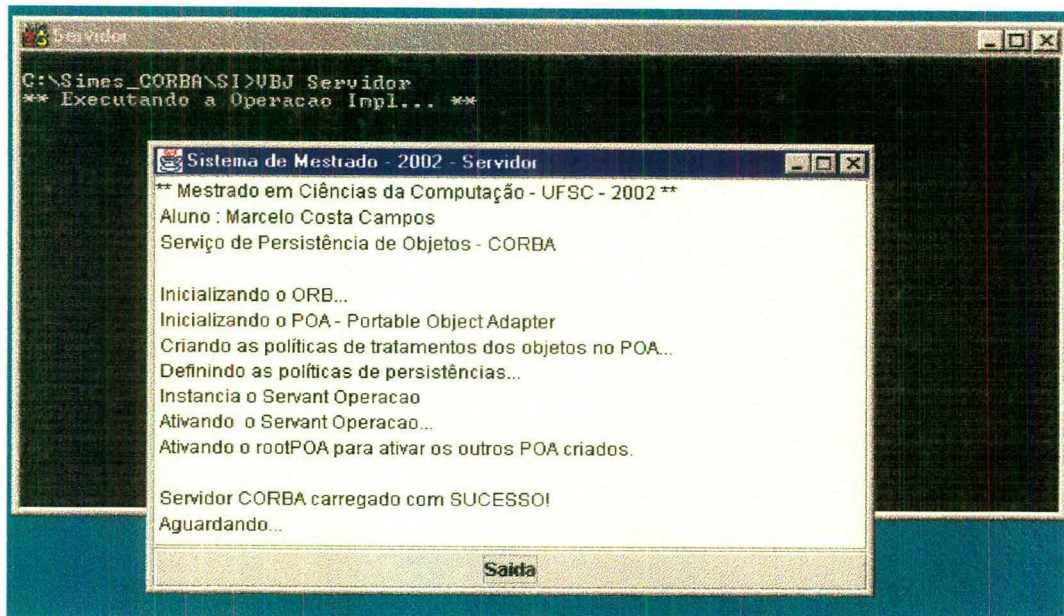 Servidor
C:\Simes_CORBA\SI>VBJ Servidor
** Executando a Operacao Impl... **
Sistema de Mestrado - 2002 - Servidor
** Mestrado em Ciências da Computação - UFSC - 2002 **
Aluno : Marcelo Costa Campos
Serviço de Persistência de Objetos - CORBA
Inicializando o ORB...
Inicializando o POA - Portable Object Adapter
Criando as políticas de tratamentos dos objetos no POA...
Definindo as políticas de persistências...
Instancia o Servant Operacao
Ativando o Servant Operacao...
Ativando o rootPOA para ativar os outros POA criados.
Servidor CORBA carregado com SUCESSO!
Aguardando...
Saida